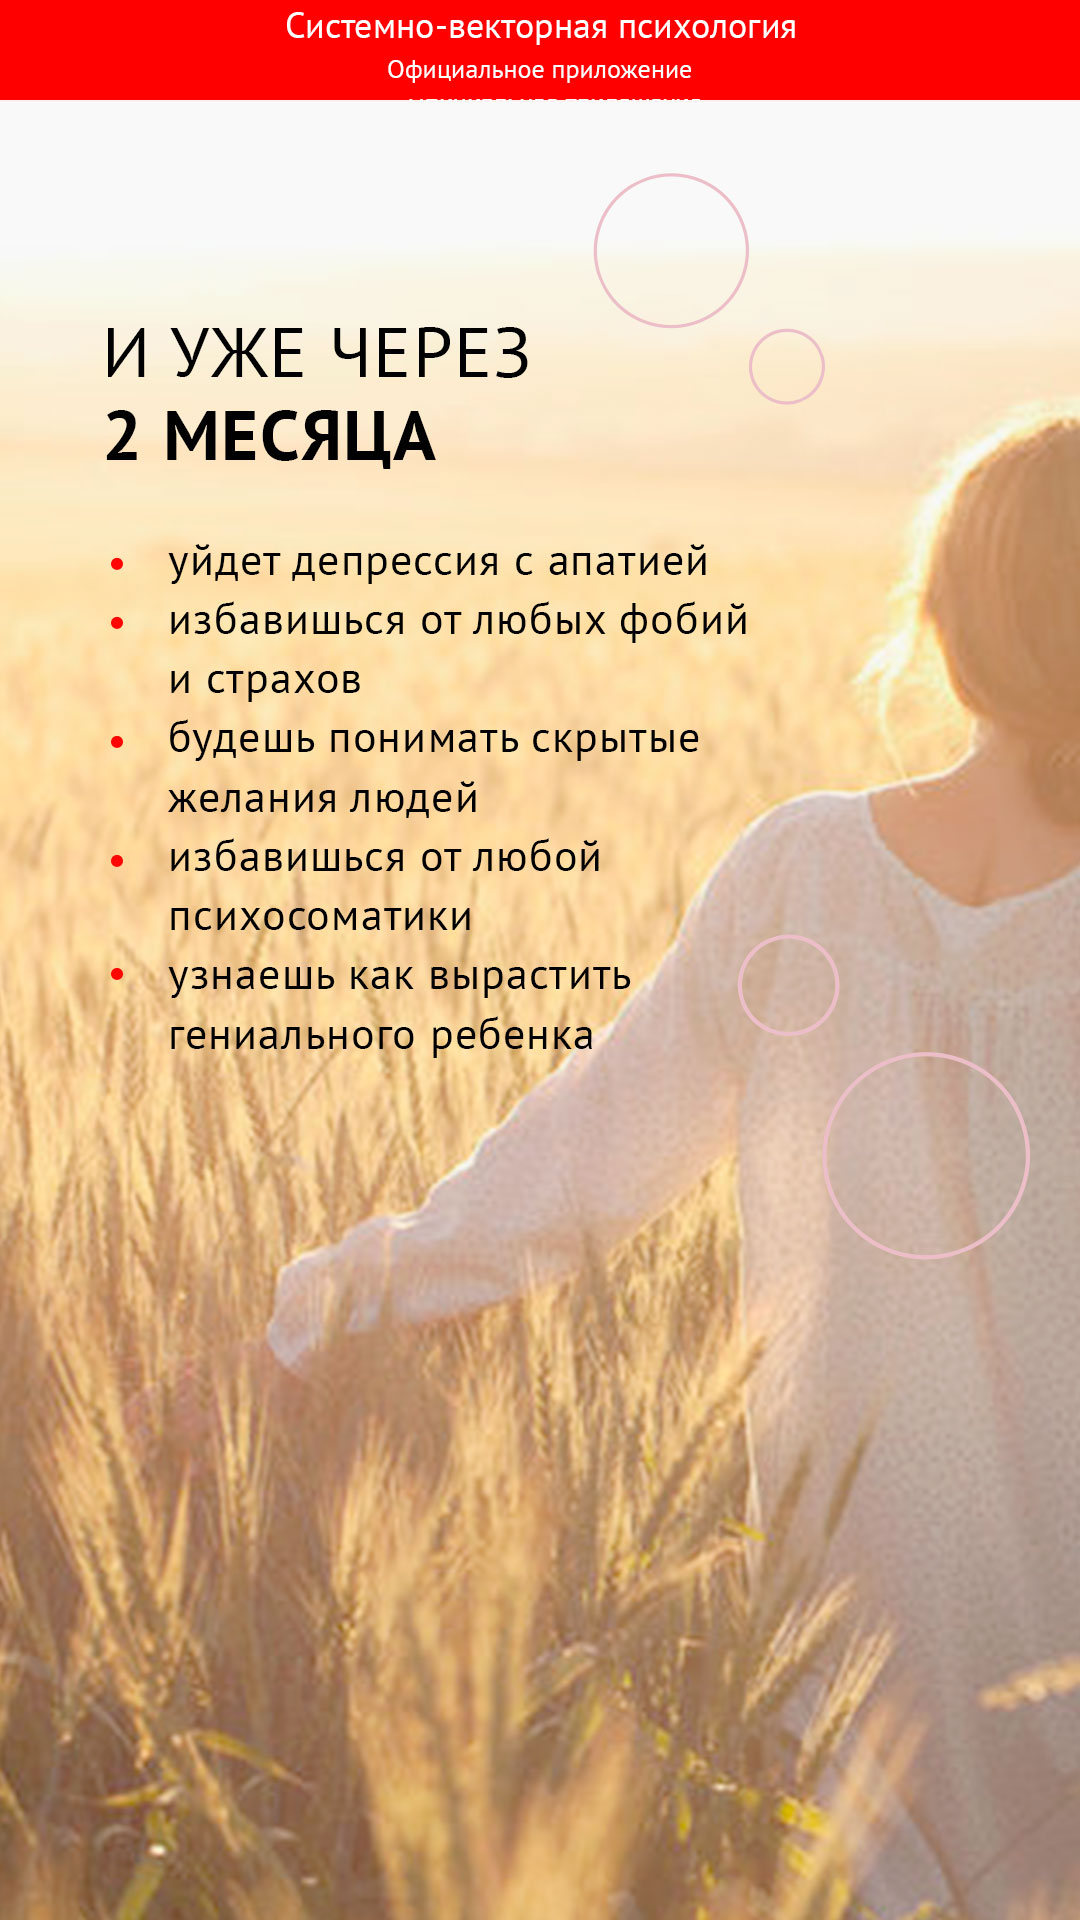 Системно-векторная психология
Официальное приложение
И УЖЕ ЧЕРЕЗ
2 МЕСЯЦА
• уйдет депрессия с апатией
• избавишься от любых фобий
и страхов
• будешь понимать скрытые
желания людей
• избавишься от любой
психосоматики
• узнаешь как вырастить
гениального ребенка